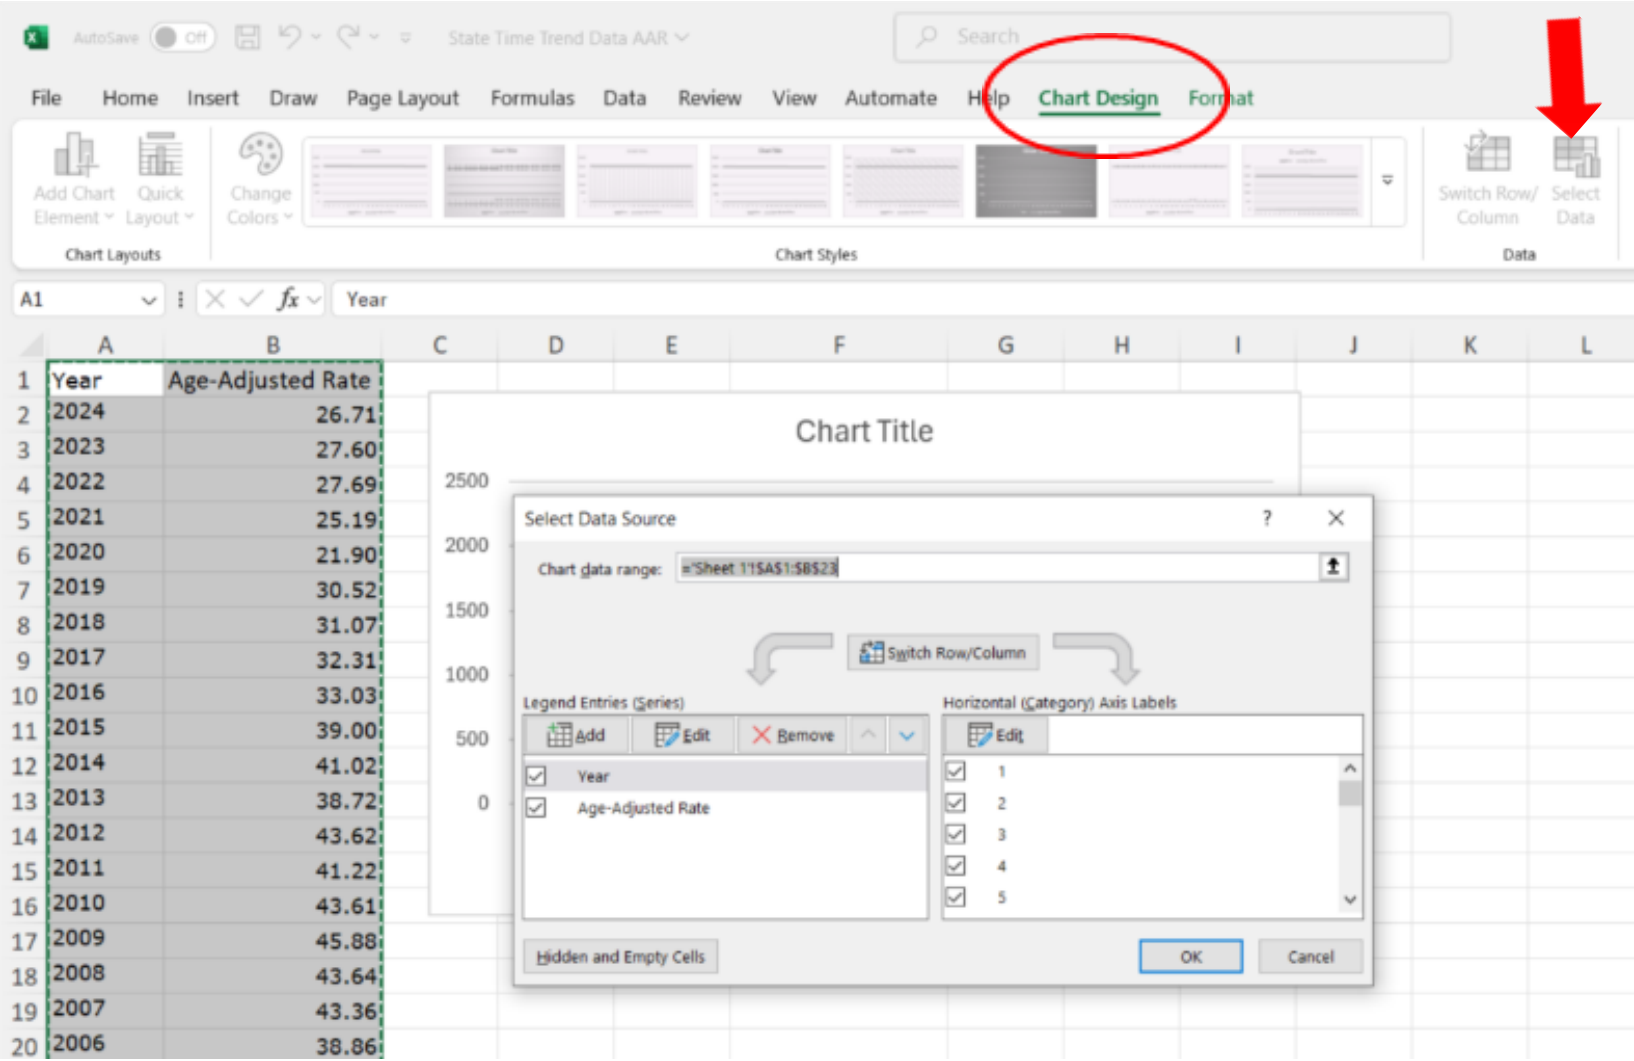 AutoSave Off State Time Trend Data AAR Search
File Home Insert Draw Page Layout Formulas Data Review View Automate Help Chart Design Format
Add Chart Element Quick Layout Change Colors Switch Row/ Column Select Data
Chart Layouts Chart Styles Data
A1 fx Year
A B C D E F G H I J K L
1 Year Age-Adjusted Rate
2 2024 26.71
3 2023 27.60
4 2022 27.69
5 2021 25.19
6 2020 21.90
7 2019 30.52
8 2018 31.07
9 2017 32.31
10 2016 33.03
11 2015 39.00
12 2014 41.02
13 2013 38.72
14 2012 43.62
15 2011 41.22
16 2010 43.61
17 2009 45.88
18 2008 43.64
19 2007 43.36
20 2006 38.86
Chart Title
2500
2000
1500
1000
500
0
Select Data Source ?
Chart data range: ='Sheet 1'!$A$1:$B$23
Switch Row/Column
Legend Entries (Series) Horizontal (Category) Axis Labels
Add Edit Remove Edit
Year
Age-Adjusted Rate
1
2
3
4
5
Hidden and Empty Cells OK Cancel